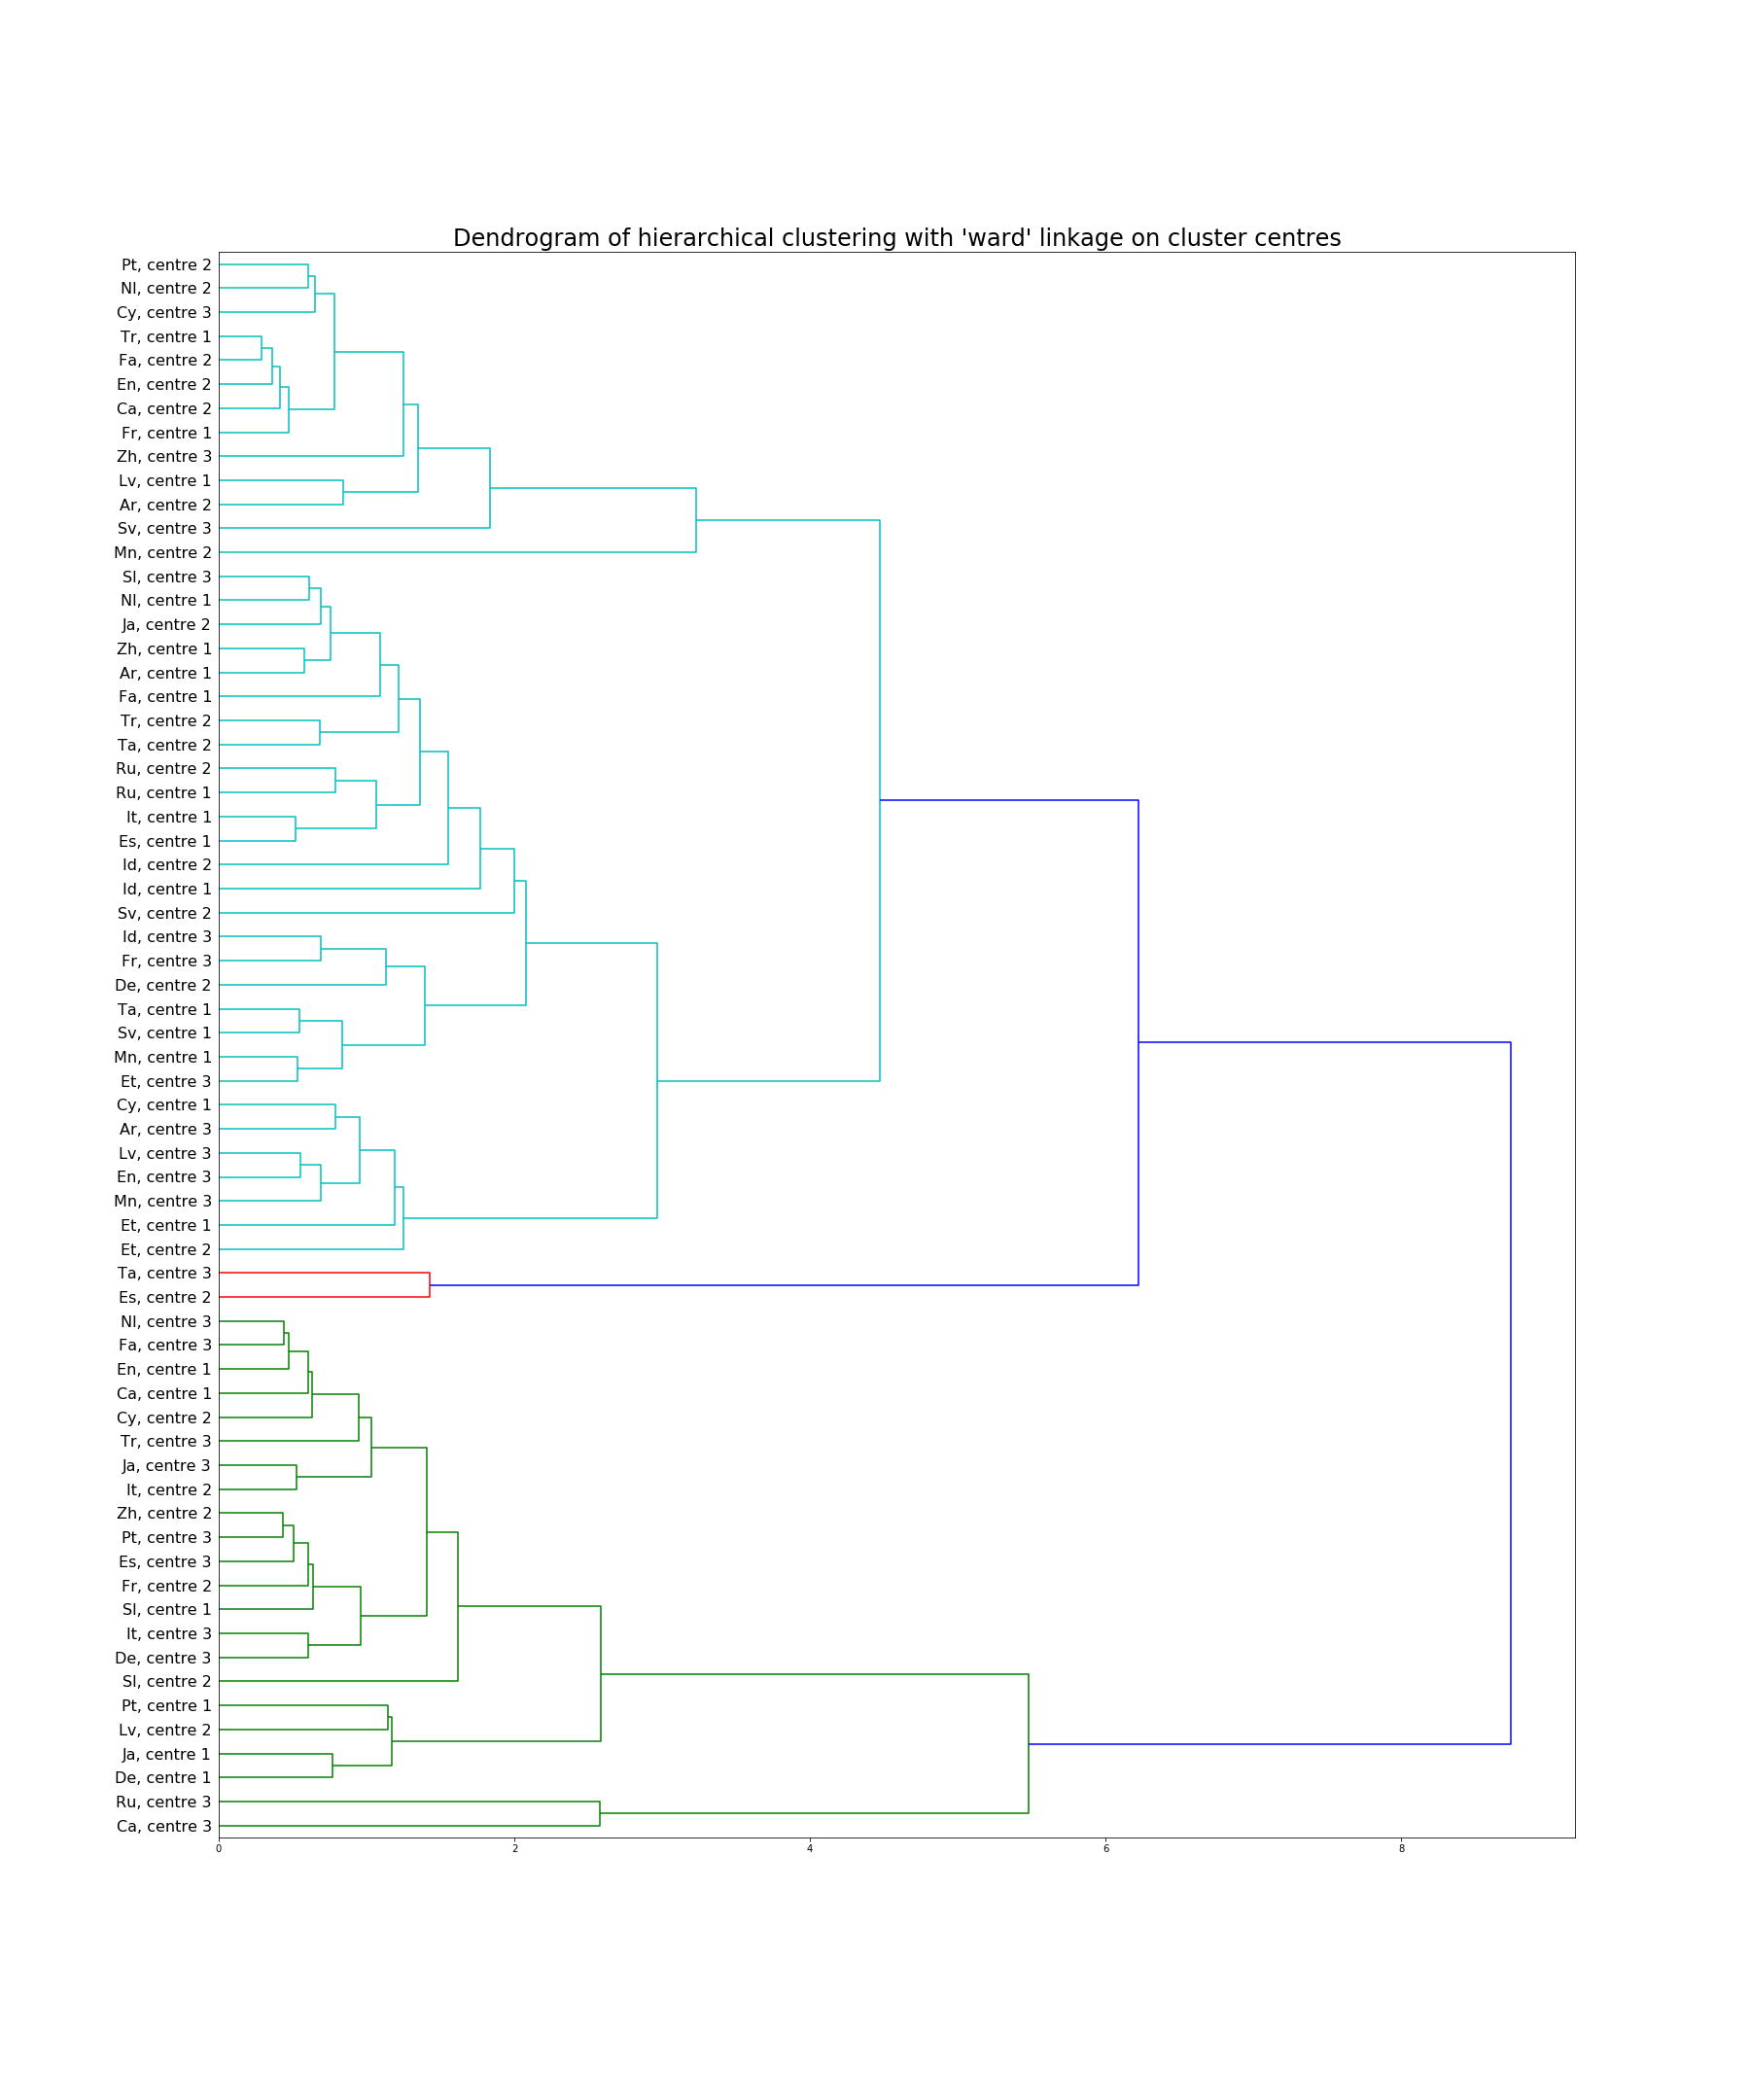 Dendrogram of hierarchical clustering with 'ward' linkage on cluster centres
Pt, centre 2
Nl, centre 2
Cy, centre 3
Tr, centre 1
Fa, centre 2
En, centre 2
Ca, centre 2
Fr, centre 1
Zh, centre 3
Lv, centre 1
Ar, centre 2
Sv, centre 3
Mn, centre 2
Sl, centre 3
Nl, centre 1
Ja, centre 2
Zh, centre 1
Ar, centre 1
Fa, centre 1
Tr, centre 2
Ta, centre 2
Ru, centre 2
Ru, centre 1
It, centre 1
Es, centre 1
Id, centre 2
Id, centre 1
Sv, centre 2
Id, centre 3
Fr, centre 3
De, centre 2
Ta, centre 1
Sv, centre 1
Mn, centre 1
Et, centre 3
Cy, centre 1
Ar, centre 3
Lv, centre 3
En, centre 3
Mn, centre 3
Et, centre 1
Et, centre 2
Ta, centre 3
Es, centre 2
Nl, centre 3
Fa, centre 3
En, centre 1
Ca, centre 1
Cy, centre 2
Tr, centre 3
Ja, centre 3
It, centre 2
Zh, centre 2
Pt, centre 3
Es, centre 3
Fr, centre 2
Sl, centre 1
It, centre 3
De, centre 3
Sl, centre 2
Pt, centre 1
Lv, centre 2
Ja, centre 1
De, centre 1
Ru, centre 3
Ca, centre 3
0 2 4 6 8